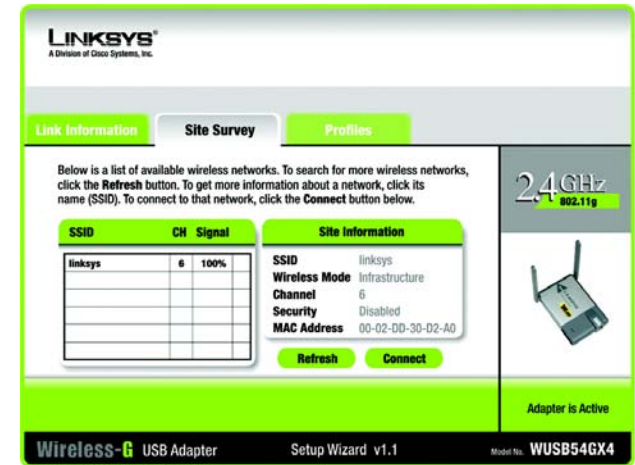 LINKSYS®
A Division of Cisco Systems, Inc.
Link Information Site Survey Profiles
Below is a list of available wireless networks. To search for more wireless networks,
click the Refresh button. To get more information about a network, click its
name (SSID). To connect to that network, click the Connect button below.
2.4GHz
802.11g
SSID CH Signal
linksys 6 100%
Site Information
SSID linksys
Wireless Mode Infrastructure
Channel 6
Security Disabled
MAC Address 00-02-DD-30-D2-A0
Refresh Connect
Adapter is Active
Wireless-G USB Adapter Setup Wizard v1.1 Model No. WUSB54GX4